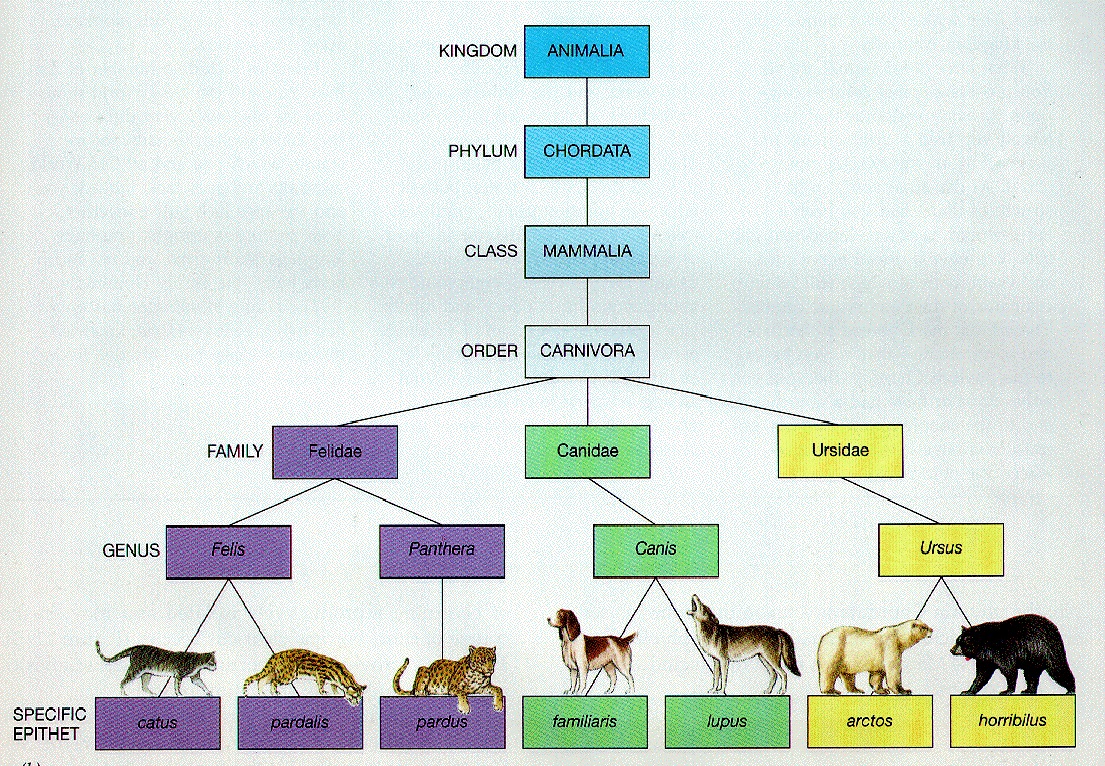 KINGDOM ANIMALIA
PHYLUM CHORDATA
CLASS MAMMALIA
ORDER CARNIVORA
FAMILY Felidae Canidae Ursidae
GENUS Felis Panthera Canis Ursus
SPECIFIC
EPITHET catus pardalis pardus familiaris lupus arctos horribilus